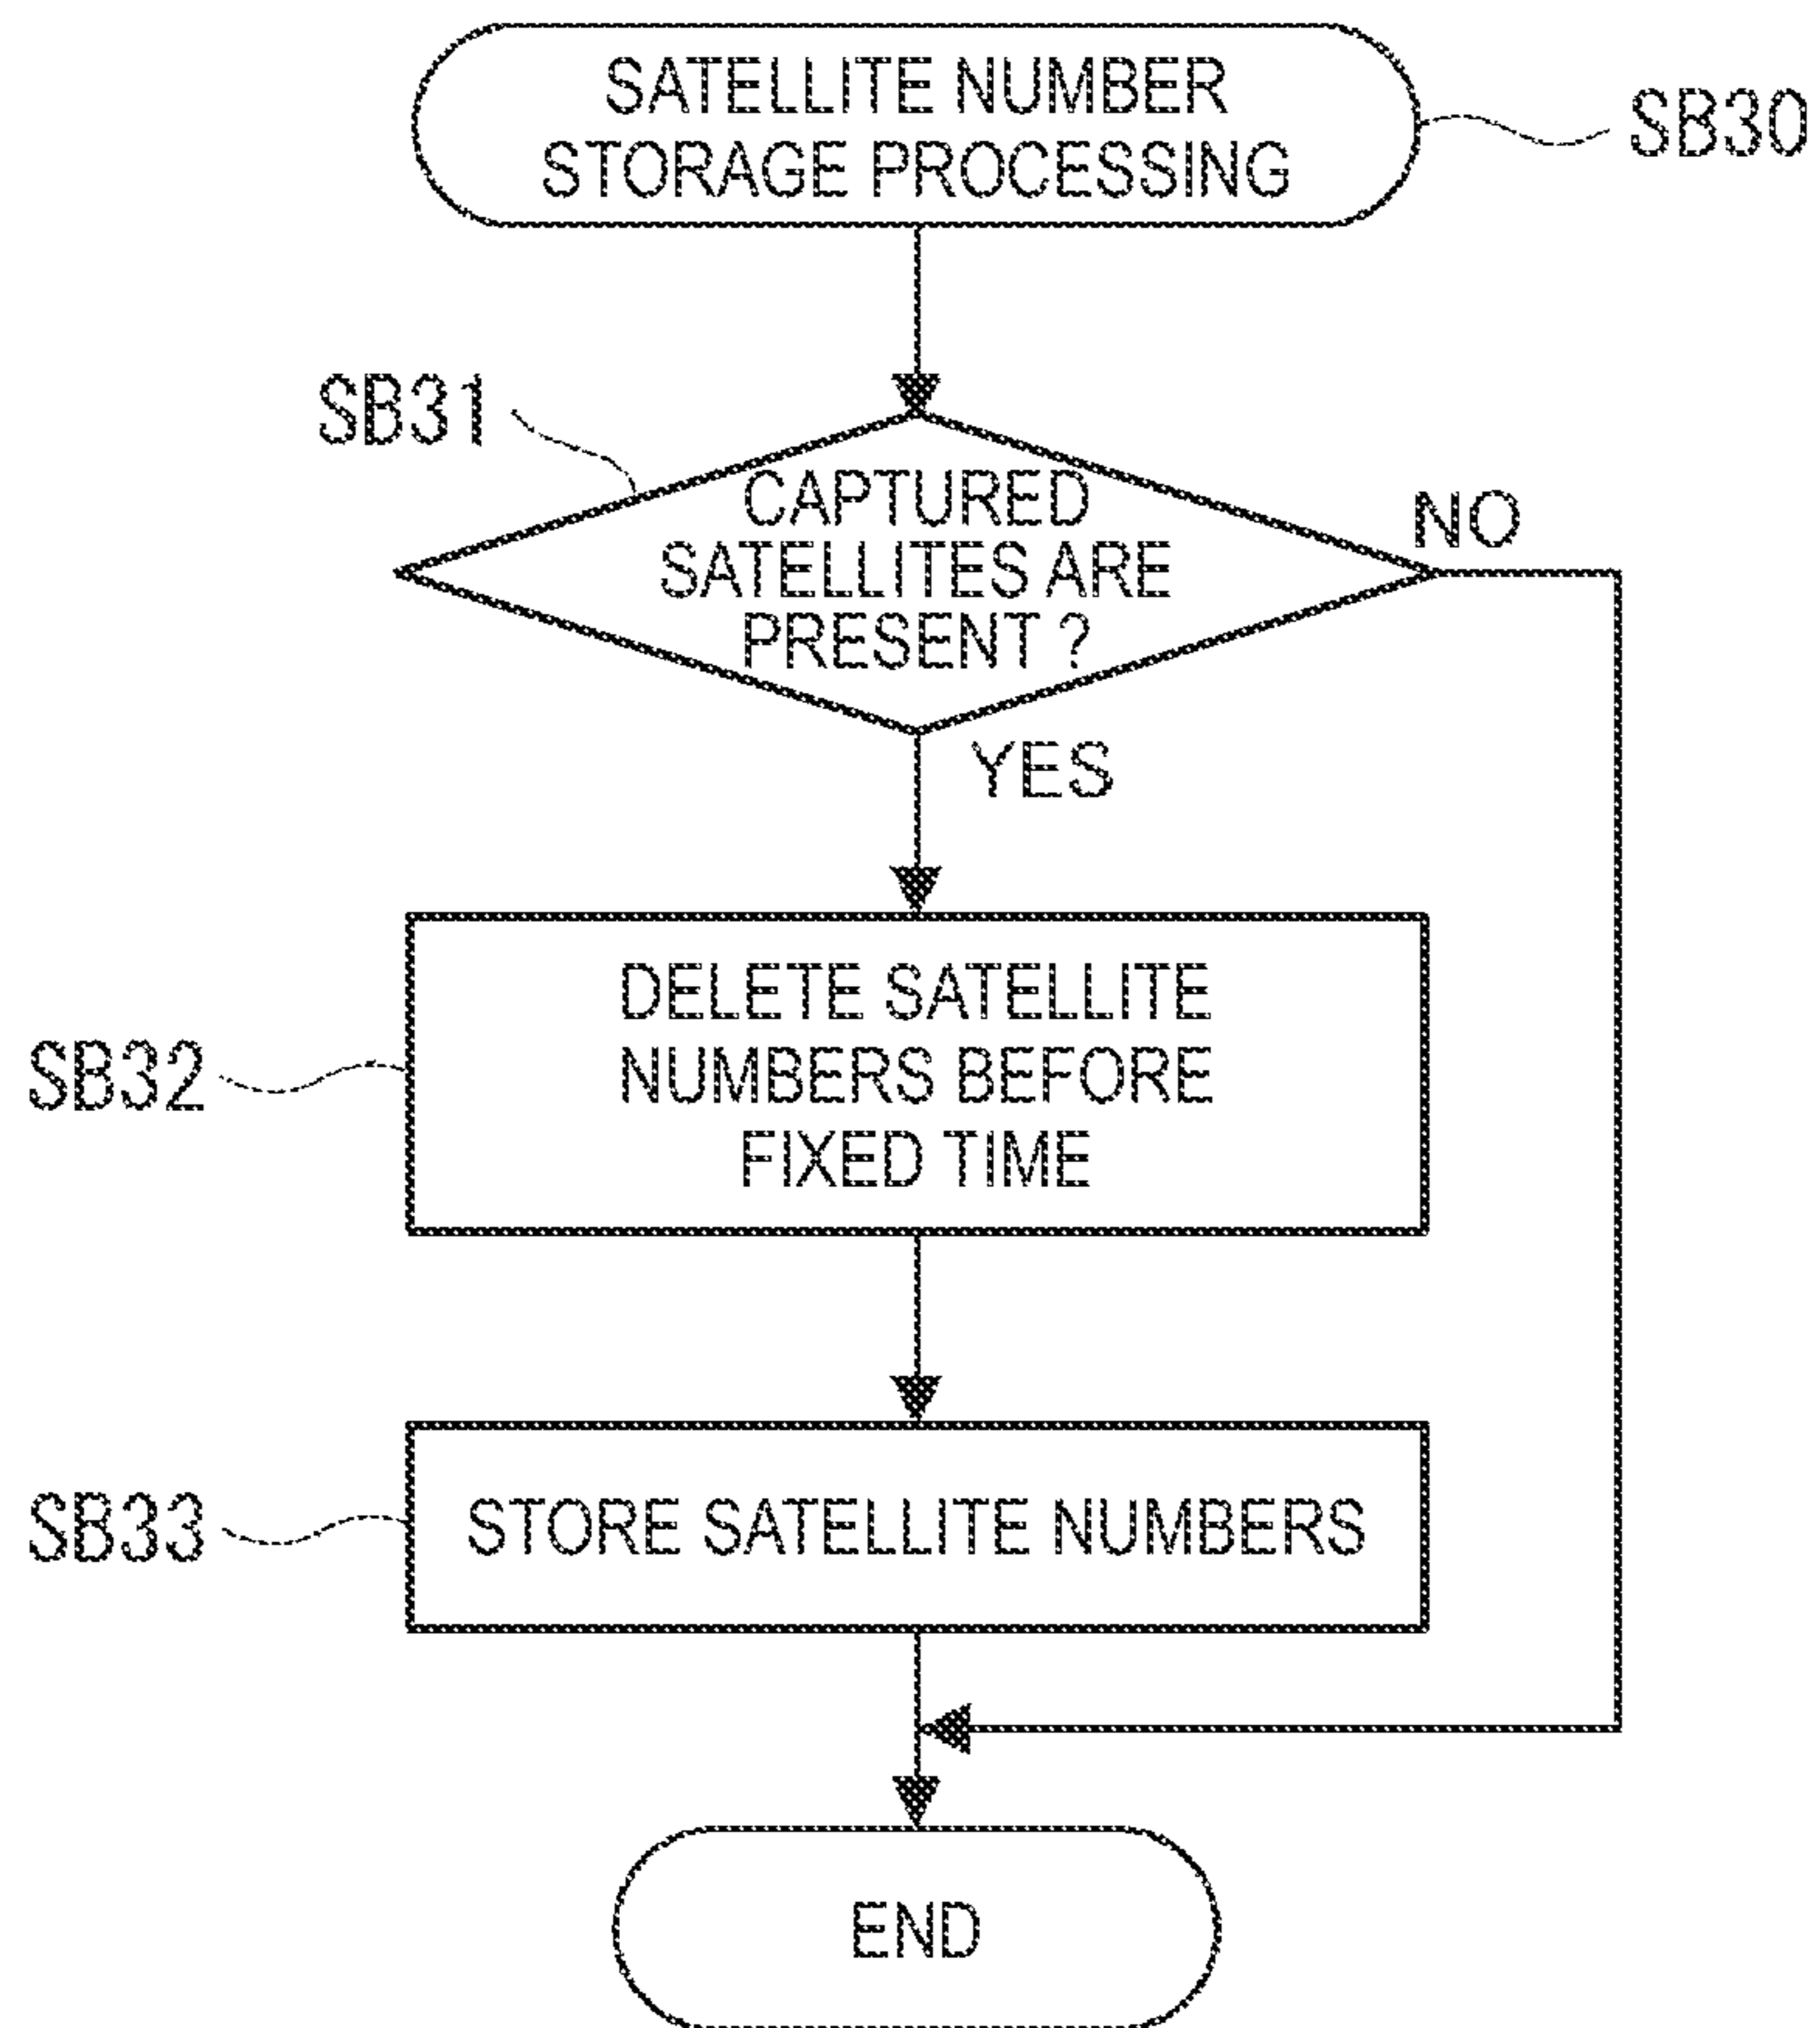 SATELLITE NUMBER
STORAGE PROCESSING
SB30
SB31
CAPTURED
SATELLITES ARE
PRESENT ?
NO
YES
DELETE SATELLITE
NUMBERS BEFORE
FIXED TIME
SB32
STORE SATELLITE NUMBERS
SB33
END